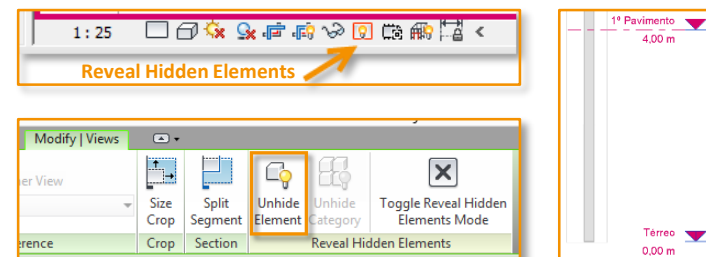 1 : 25
Reveal Hidden Elements
Modify | Views
er View
Size Crop
Split Segment
Unhide Element
Unhide Category
Toggle Reveal Hidden Elements Mode
erence
Crop
Section
Reveal Hidden Elements
1º Pavimento
4,00 m
Térreo
0,00 m